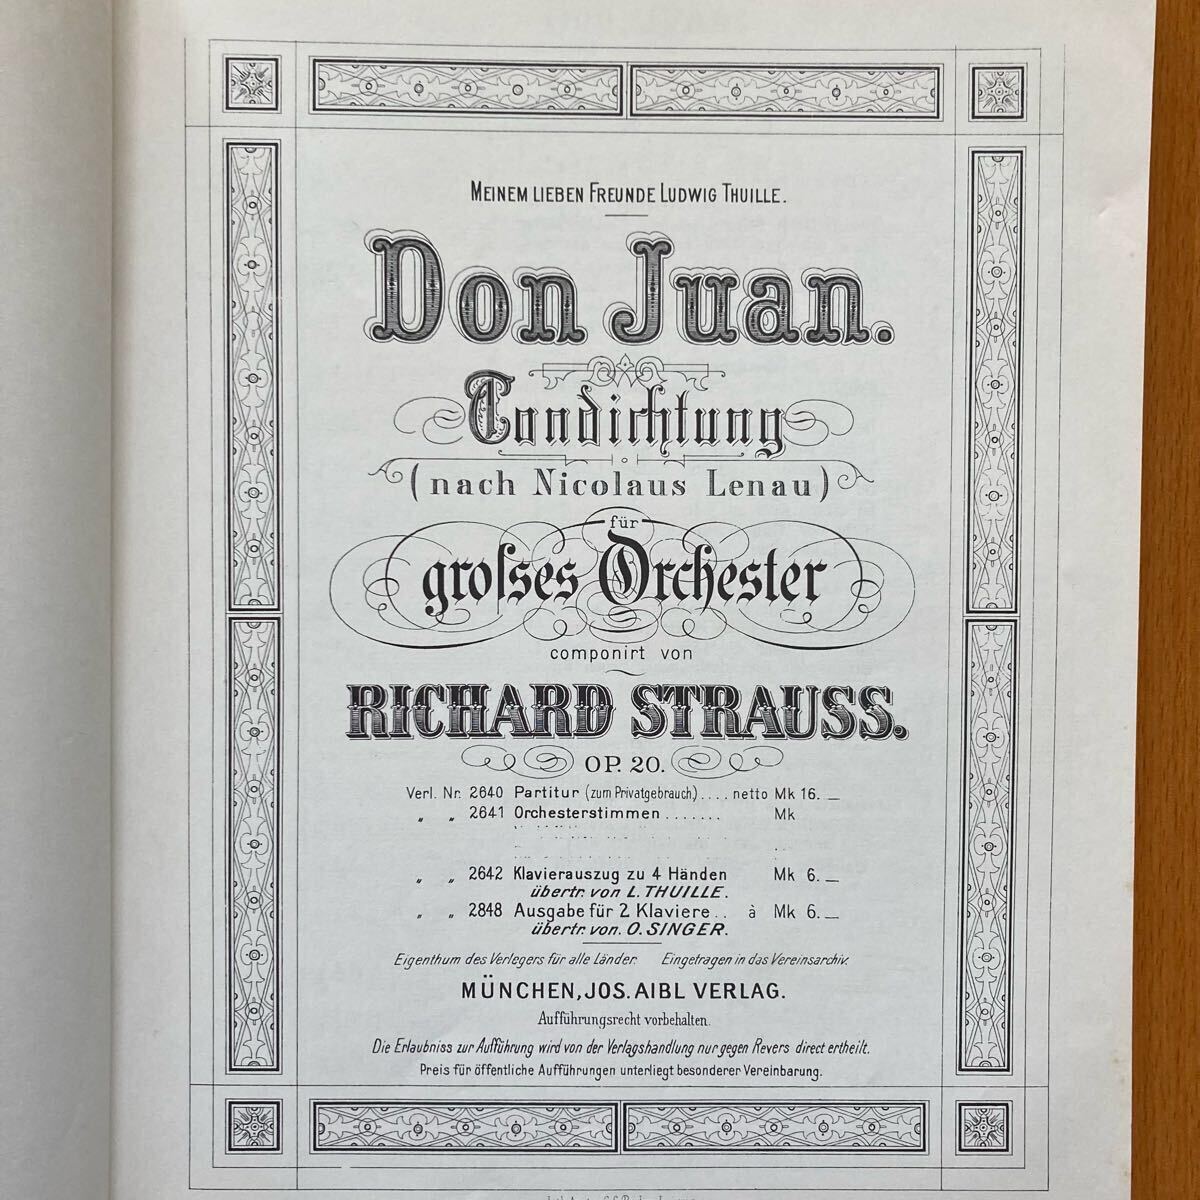 MEINEM LIEBEN FREUNDE LUDWIG THUILLE.
Don Juan.
Tondichtung
(nach Nicolaus Lenau)
für
großes Orchester
componirt von
RICHARD STRAUSS.
OP. 20.
Verl. Nr. 2640 Partitur (zum Privatgebrauch.) .... netto Mk 16. _
„ „ 2641 Orchesterstimmen ....... Mk
„ „ 2642 Klavierauszug zu 4 Händen Mk 6. _
übertr. von L. THUILLE.
„ „ 2848 Ausgabe für 2 Klaviere .. à Mk 6. _
übertr. von. O. SINGER.
Eigenthum des Verlegers für alle Länder. Eingetragen in das Vereinsarchiv.
MÜNCHEN, JOS. AIBL VERLAG.
Aufführungsrecht vorbehalten.
Die Erlaubniss zur Aufführung wird von der Verlagshandlung nur gegen Revers direct ertheilt.
Preis für öffentliche Aufführungen unterliegt besonderer Vereinbarung.